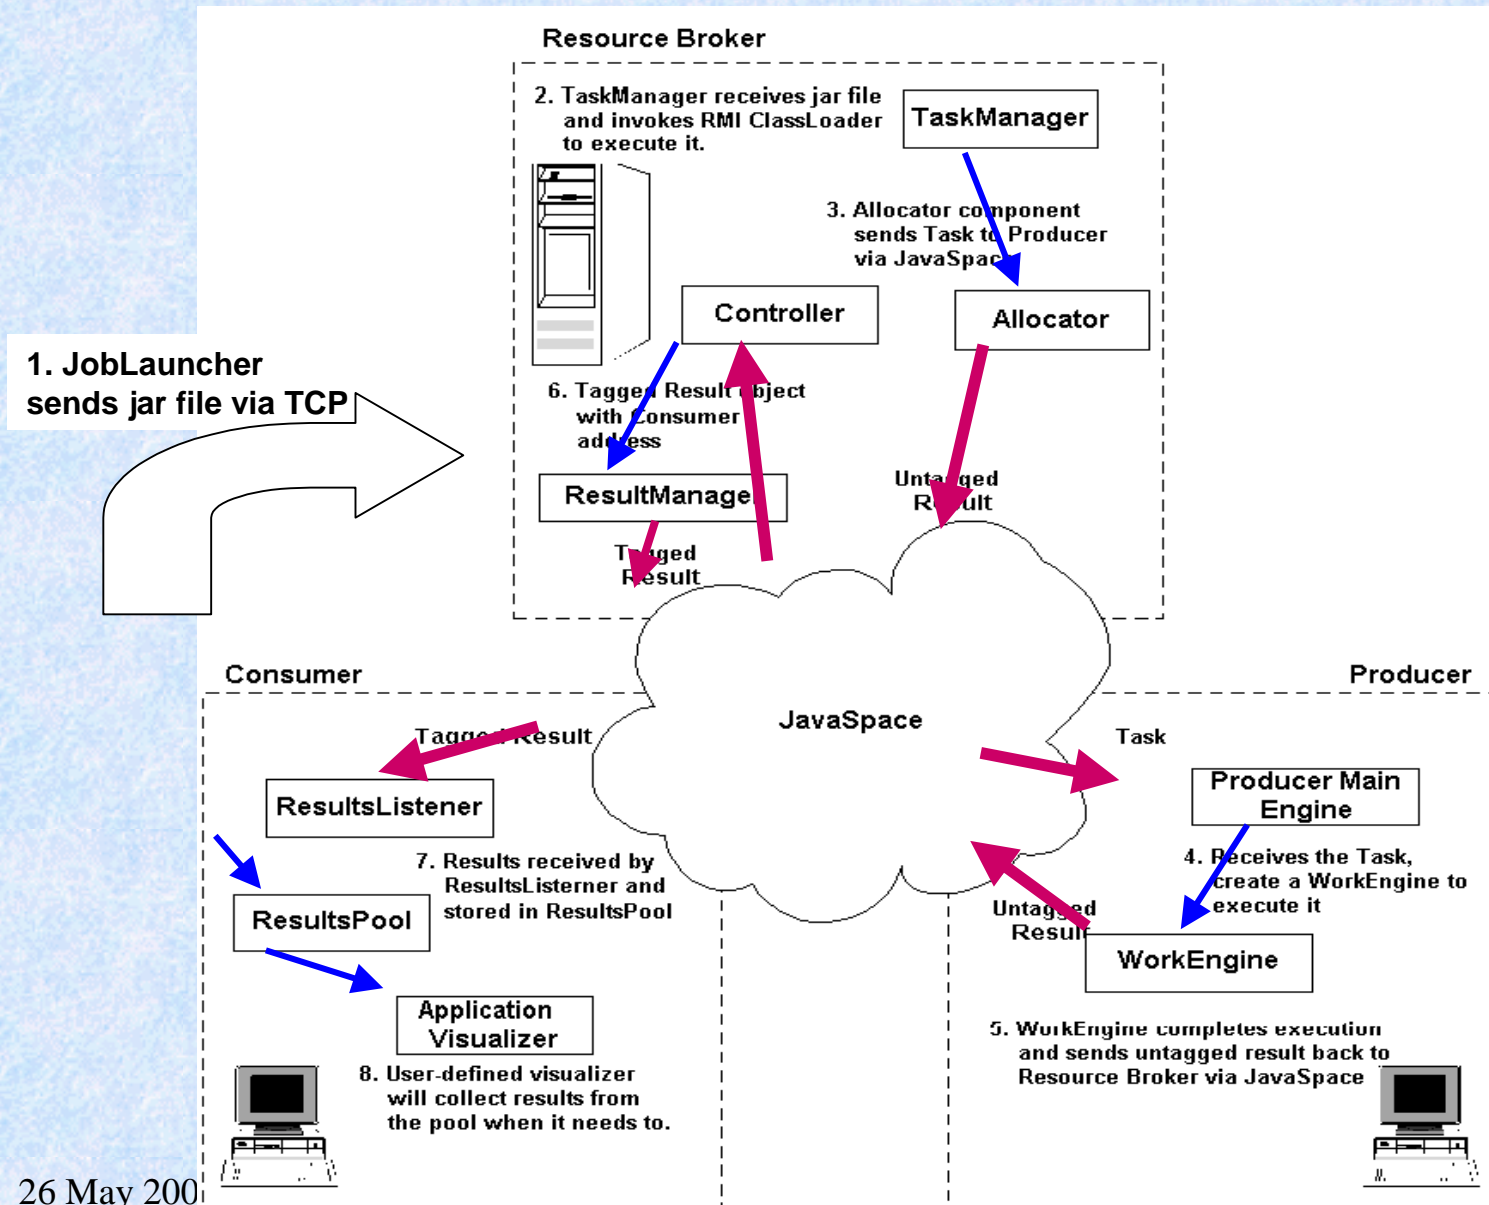 Resource Broker
2. TaskManager receives jar file
and invokes RMI ClassLoader
to execute it.
TaskManager
3. Allocator component
sends Task to Producer
via JavaSpace
Controller
Allocator
1. JobLauncher
sends jar file via TCP
6. Tagged Result object
with Consumer
address
ResultManager
Untagged
Result
Tagged
Result
Consumer
Producer
JavaSpace
Tagged Result
Task
ResultsListener
Producer Main
Engine
7. Results received by
ResultsListerner and
stored in ResultsPool
4. Receives the Task,
create a WorkEngine to
execute it
ResultsPool
Untagged
Result
WorkEngine
Application
Visualizer
5. WorkEngine completes execution
and sends untagged result back to
Resource Broker via JavaSpace
8. User-defined visualizer
will collect results from
the pool when it needs to.
26 May 200